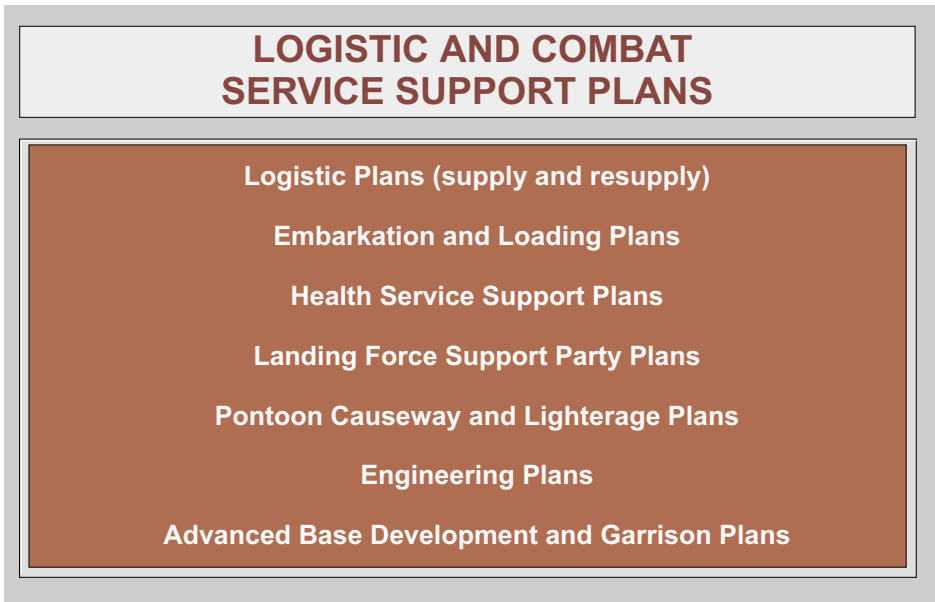 LOGISTIC AND COMBAT
SERVICE SUPPORT PLANS
Logistic Plans (supply and resupply)
Embarkation and Loading Plans
Health Service Support Plans
Landing Force Support Party Plans
Pontoon Causeway and Lighterage Plans
Engineering Plans
Advanced Base Development and Garrison Plans